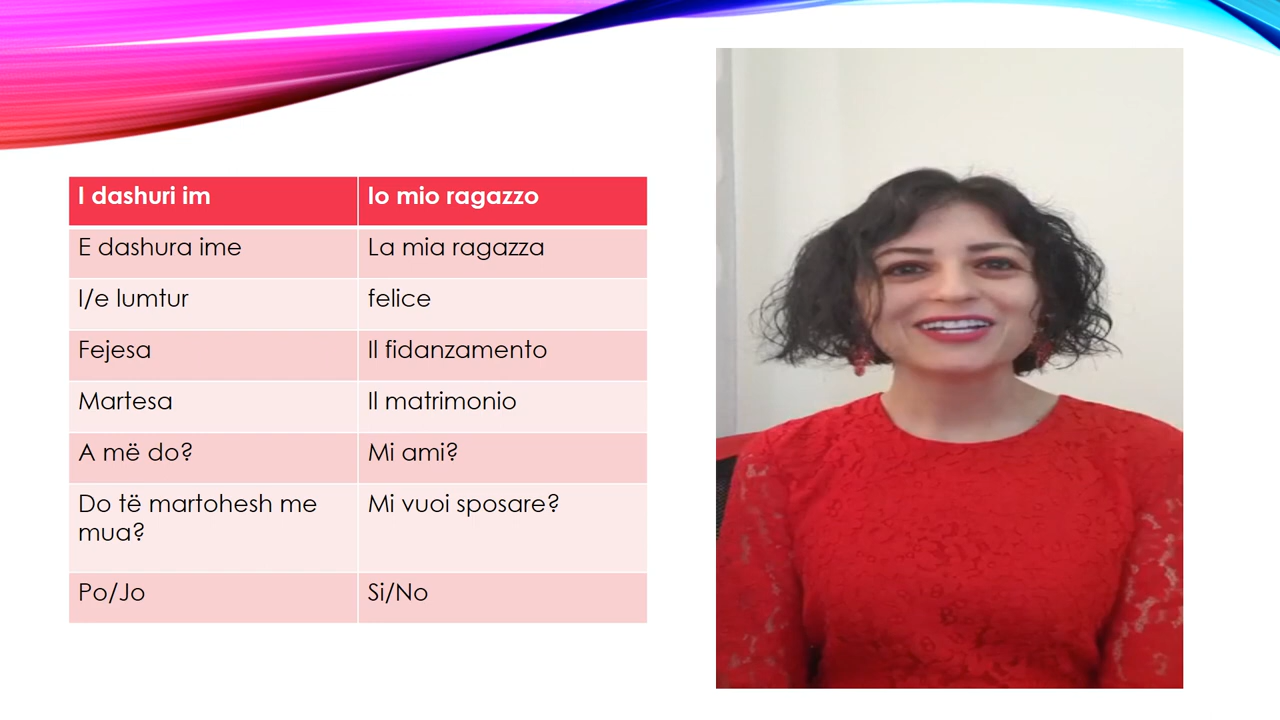 I dashuri im
Io mio ragazzo
E dashura ime
La mia ragazza
I/e lumtur
felice
Fejesa
Il fidanzamento
Martesa
Il matrimonio
A më do?
Mi ami?
Do të martohesh me
mua?
Mi vuoi sposare?
Po/Jo
Si/No